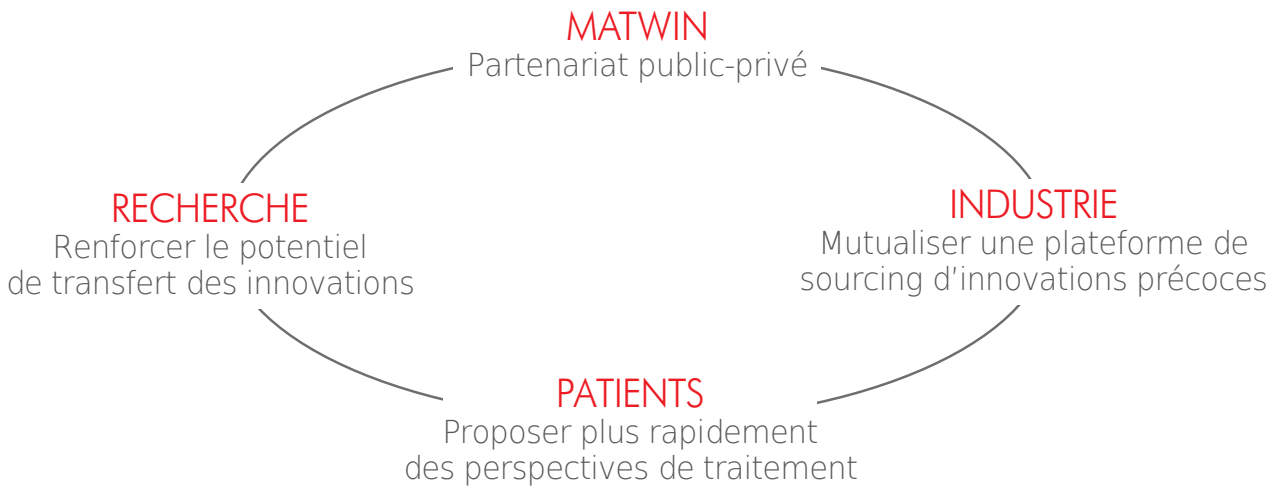 MATWIN
Partenariat public-privé
RECHERCHE
Renforcer le potentiel
de transfert des innovations
INDUSTRIE
Mutualiser une plateforme de
sourcing d'innovations précoces
PATIENTS
Proposer plus rapidement
des perspectives de traitement